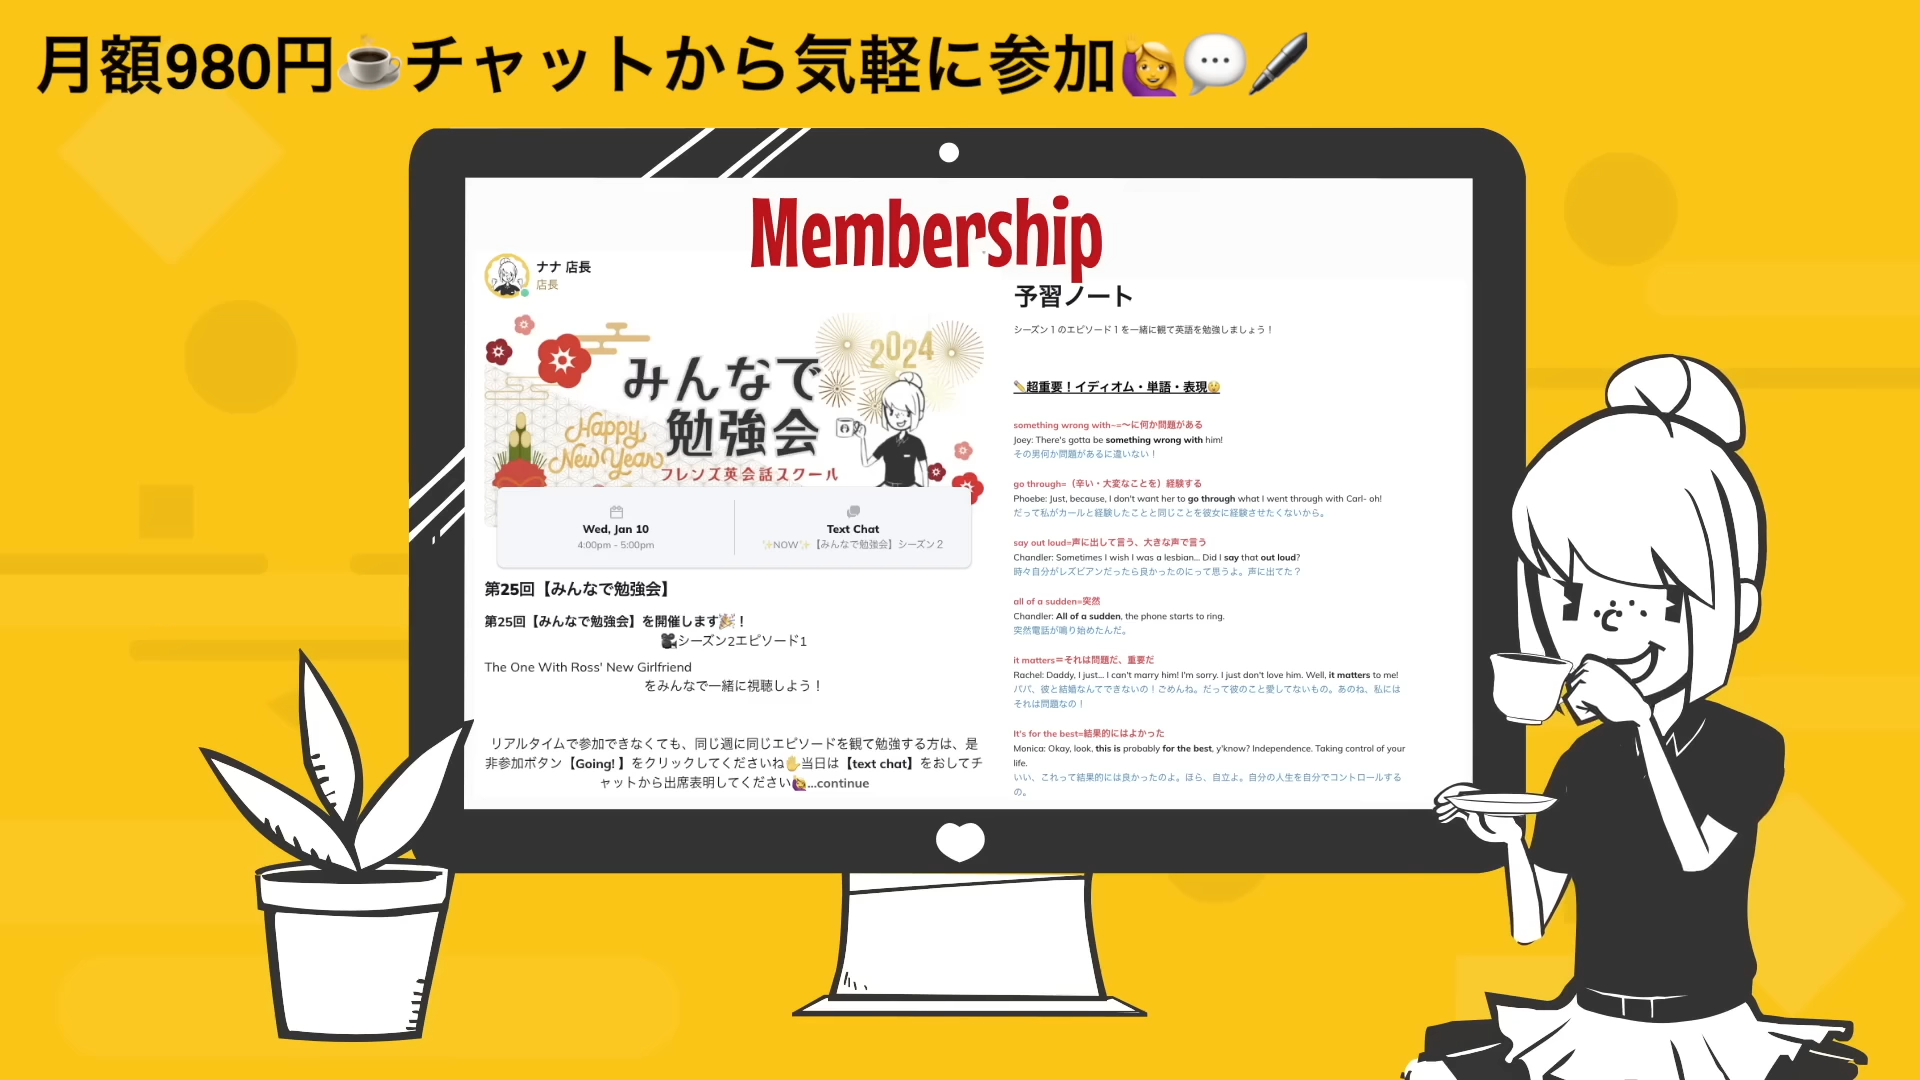 月額980円☕チャットから気軽に参加🙋‍♀️💬🖊️
Membership
ナナ 店長
店長
2024
みんなで
勉強会
Happy
New Year
フレンズ英会話スクール
Wed, Jan 10
4:00pm - 5:00pm
Text Chat
✨NOW✨【みんなで勉強会】シーズン２
第25回【みんなで勉強会】
第25回【みんなで勉強会】を開催します🎉！
🎥シーズン2エピソード1
The One With Ross' New Girlfriend
をみんなで一緒に視聴しよう！
リアルタイムで参加できなくても、同じ週に同じエピソードを観て勉強する方は、是
非参加ボタン【Going! 】をクリックしてくださいね✋当日は【text chat】をおしてチ
ャットから出席表明してください🙋‍♀️...continue
予習ノート
シーズン１のエピソード１を一緒に観て英語を勉強しましょう！
✏️超重要！イディオム・単語・表現😲
something wrong with~=〜に何か問題がある
Joey: There's gotta be something wrong with him!
その男何か問題があるに違いない！
go through=（辛い・大変なことを）経験する
Phoebe: Just, because, I don't want her to go through what I went through with Carl- oh!
だって私がカールと経験したことと同じことを彼女に経験させたくないから。
say out loud=声に出して言う、大きな声で言う
Chandler: Sometimes I wish I was a lesbian... Did I say that out loud?
時々自分がレズビアンだったら良かったのにって思うよ。声に出てた？
all of a sudden=突然
Chandler: All of a sudden, the phone starts to ring.
突然電話が鳴り始めたんだ。
it matters＝それは問題だ、重要だ
Rachel: Daddy, I just... I can't marry him! I'm sorry. I just don't love him. Well, it matters to me!
パパ、彼と結婚なんてできないの！ごめんね。だって彼のこと愛してないもの。あのね、私には
それは問題なの！
It's for the best=結果的にはよかった
Monica: Okay, look, this is probably for the best, y'know? Independence. Taking control of your
life.
いい、これって結果的には良かったのよ。ほら、自立よ。自分の人生を自分でコントロールする
の。